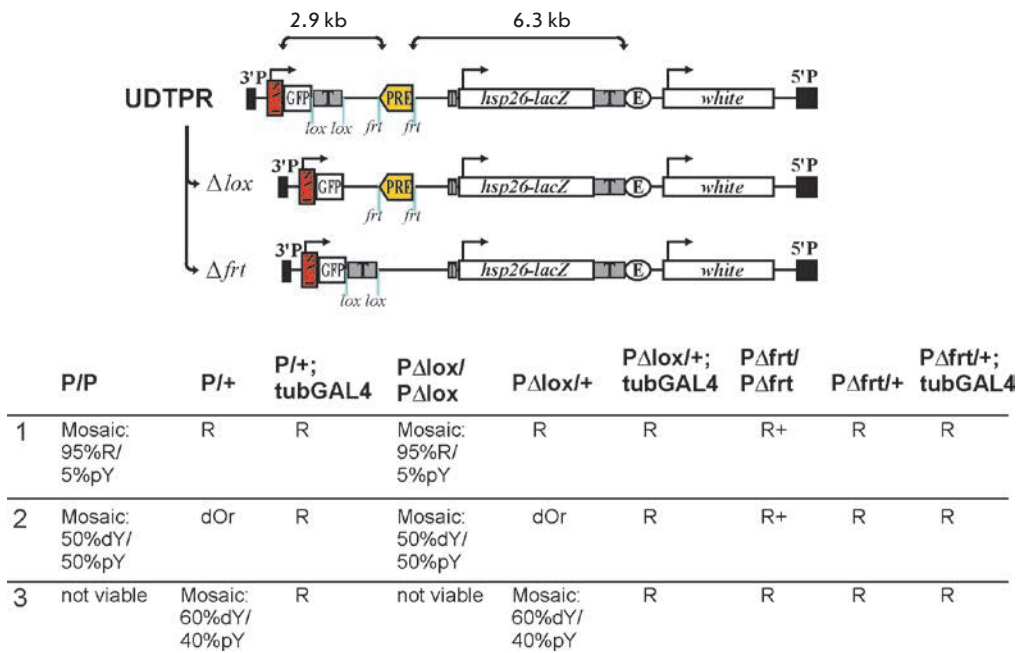 2.9 kb 6.3 kb
3'P 5'P
UDTPR GFP T PRE hsp26-lacZ T E white
lox lox frt frt
3'P 5'P
Δlox GFP PRE hsp26-lacZ T E white
frt frt
3'P 5'P
Δfrt GFP T hsp26-lacZ T E white
lox lox
P/P P/+ P/+; tubGAL4 PΔlox/ PΔlox PΔlox/+ PΔlox/+; tubGAL4 PΔfrt/ PΔfrt PΔfrt/+ PΔfrt/+; tubGAL4
1 Mosaic: R R Mosaic: R R R+ R R
95%R/ 95%R/
5%pY 5%pY
2 Mosaic: dOr R Mosaic: dOr R R+ R R
50%dY/ 50%dY/
50%pY 50%pY
3 not viable Mosaic: R not viable Mosaic: R R R R
60%dY/ 60%dY/
40%pY 40%pY